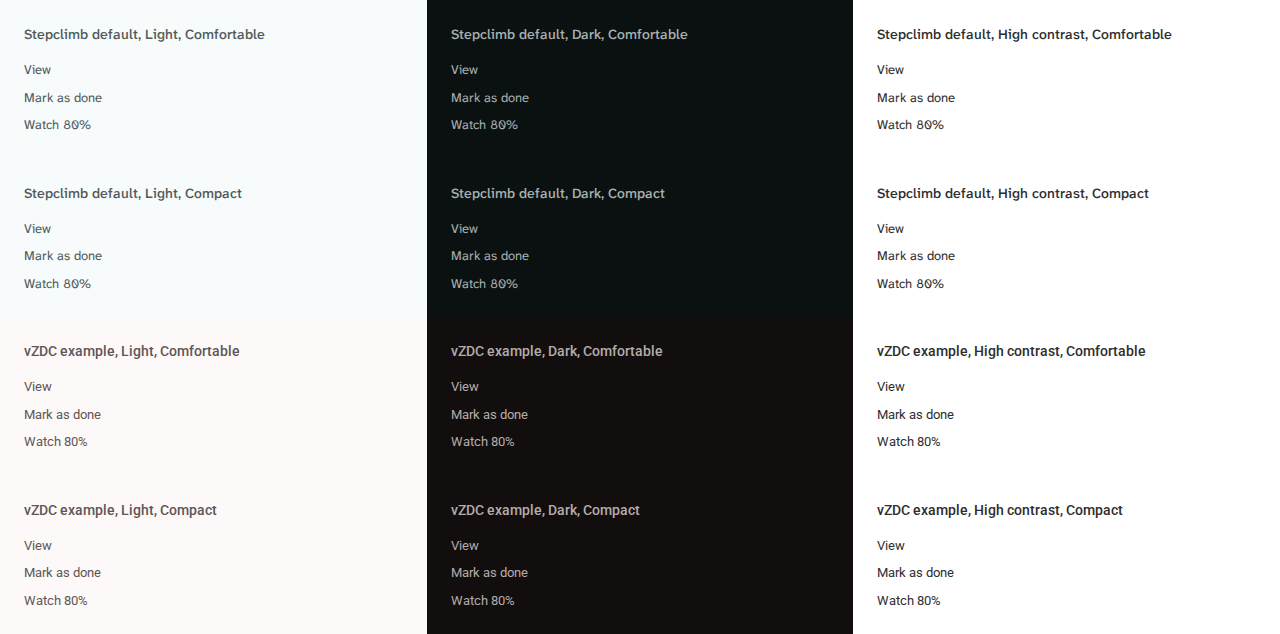 Stepclimb default, Light, Comfortable
View
Mark as done
Watch 80%
Stepclimb default, Light, Compact
View
Mark as done
Watch 80%
vZDC example, Light, Comfortable
View
Mark as done
Watch 80%
vZDC example, Light, Compact
View
Mark as done
Watch 80%
Stepclimb default, Dark, Comfortable
View
Mark as done
Watch 80%
Stepclimb default, Dark, Compact
View
Mark as done
Watch 80%
vZDC example, Dark, Comfortable
View
Mark as done
Watch 80%
vZDC example, Dark, Compact
View
Mark as done
Watch 80%
Stepclimb default, High contrast, Comfortable
View
Mark as done
Watch 80%
Stepclimb default, High contrast, Compact
View
Mark as done
Watch 80%
vZDC example, High contrast, Comfortable
View
Mark as done
Watch 80%
vZDC example, High contrast, Compact
View
Mark as done
Watch 80%